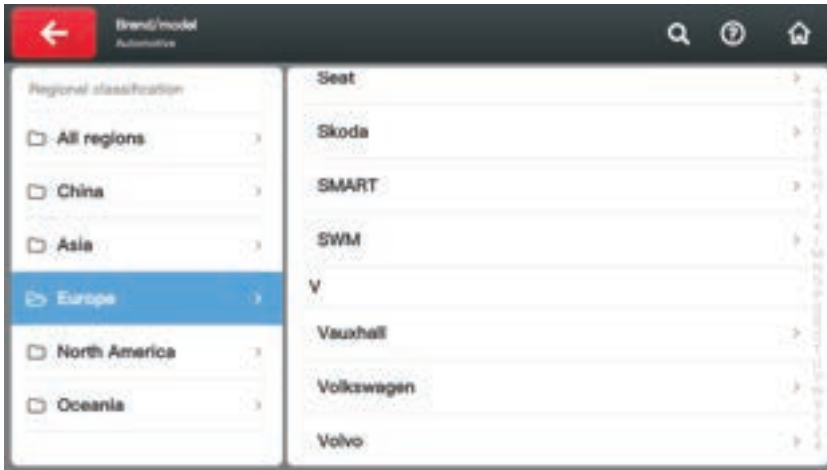 Brand/model
Automotive
Regional classification
All regions
China
Asia
Europe
North America
Oceania
Seat
Skoda
SMART
SWM
V
Vauxhall
Volkswagen
Volvo